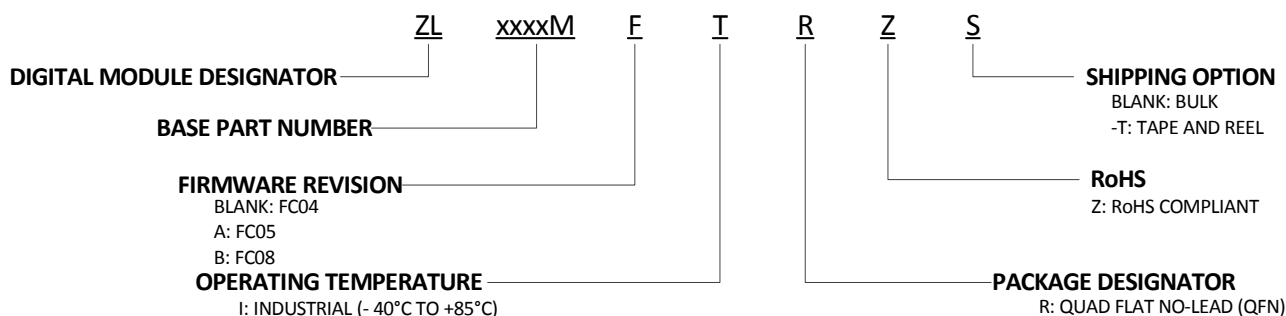 ZL xxxxM F T R Z S
DIGITAL MODULE DESIGNATOR
BASE PART NUMBER
FIRMWARE REVISION
BLANK: FC04
A: FC05
B: FC08
OPERATING TEMPERATURE
I: INDUSTRIAL (- 40°C TO +85°C)
SHIPPING OPTION
BLANK: BULK
-T: TAPE AND REEL
RoHS
Z: RoHS COMPLIANT
PACKAGE DESIGNATOR
R: QUAD FLAT NO-LEAD (QFN)